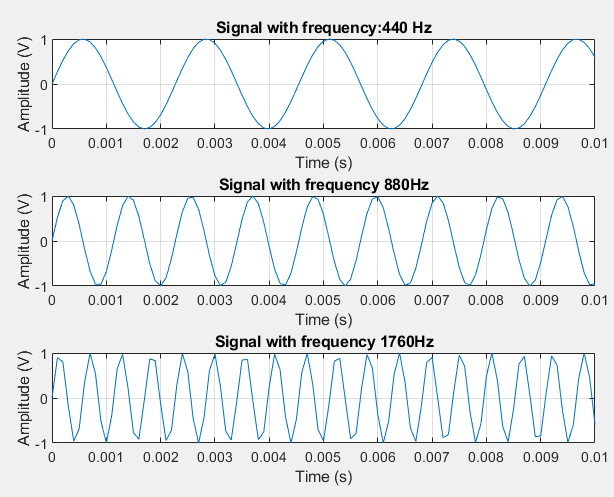 Signal with frequency:440 Hz
1
0
-1
Amplitude (V)
0 0.001 0.002 0.003 0.004 0.005 0.006 0.007 0.008 0.009 0.01
Time (s)
Signal with frequency 880Hz
1
0
-1
Amplitude (V)
0 0.001 0.002 0.003 0.004 0.005 0.006 0.007 0.008 0.009 0.01
Time (s)
Signal with frequency 1760Hz
1
0
-1
Amplitude (V)
0 0.001 0.002 0.003 0.004 0.005 0.006 0.007 0.008 0.009 0.01
Time (s)